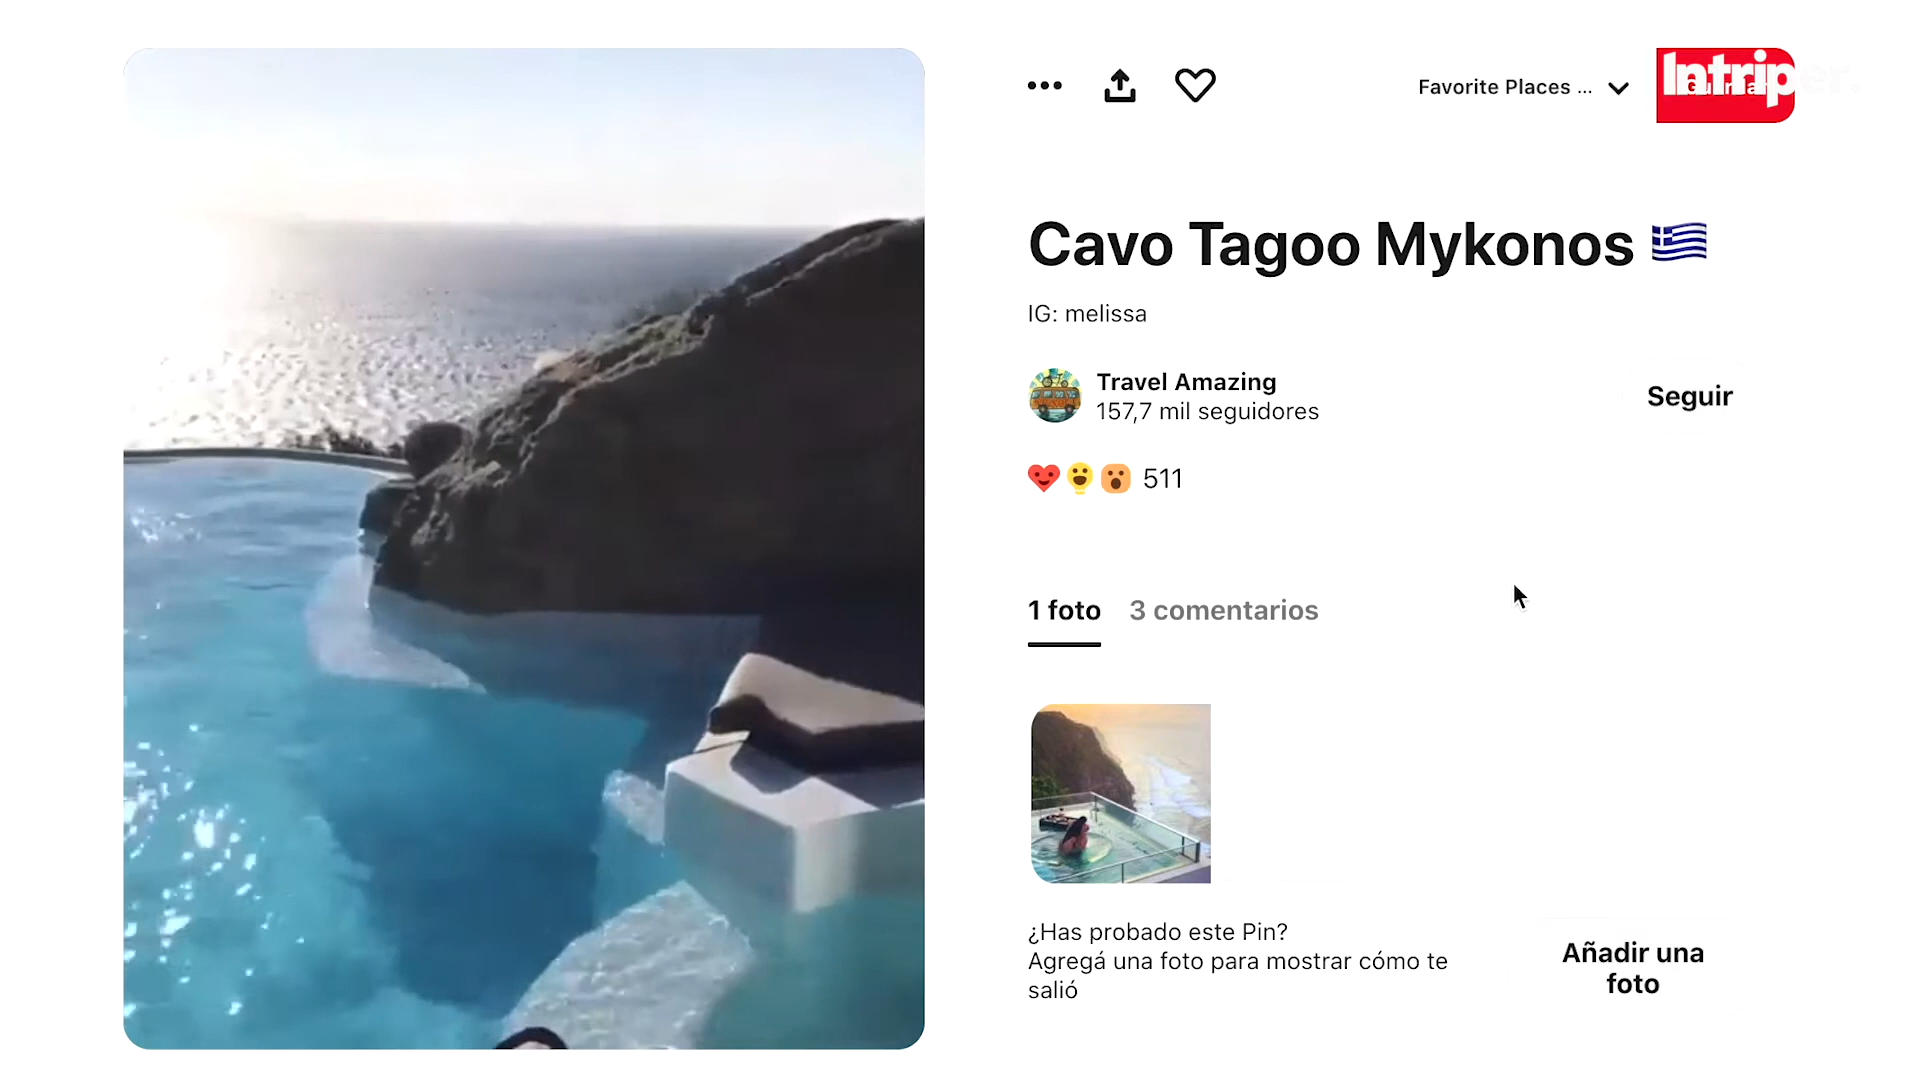 Favorite Places ...
Intriper.
Cavo Tagoo Mykonos
IG: melissa
Travel Amazing
157,7 mil seguidores
Seguir
511
1 foto
3 comentarios
¿Has probado este Pin?
Agregá una foto para mostrar cómo te
salió
Añadir una
foto